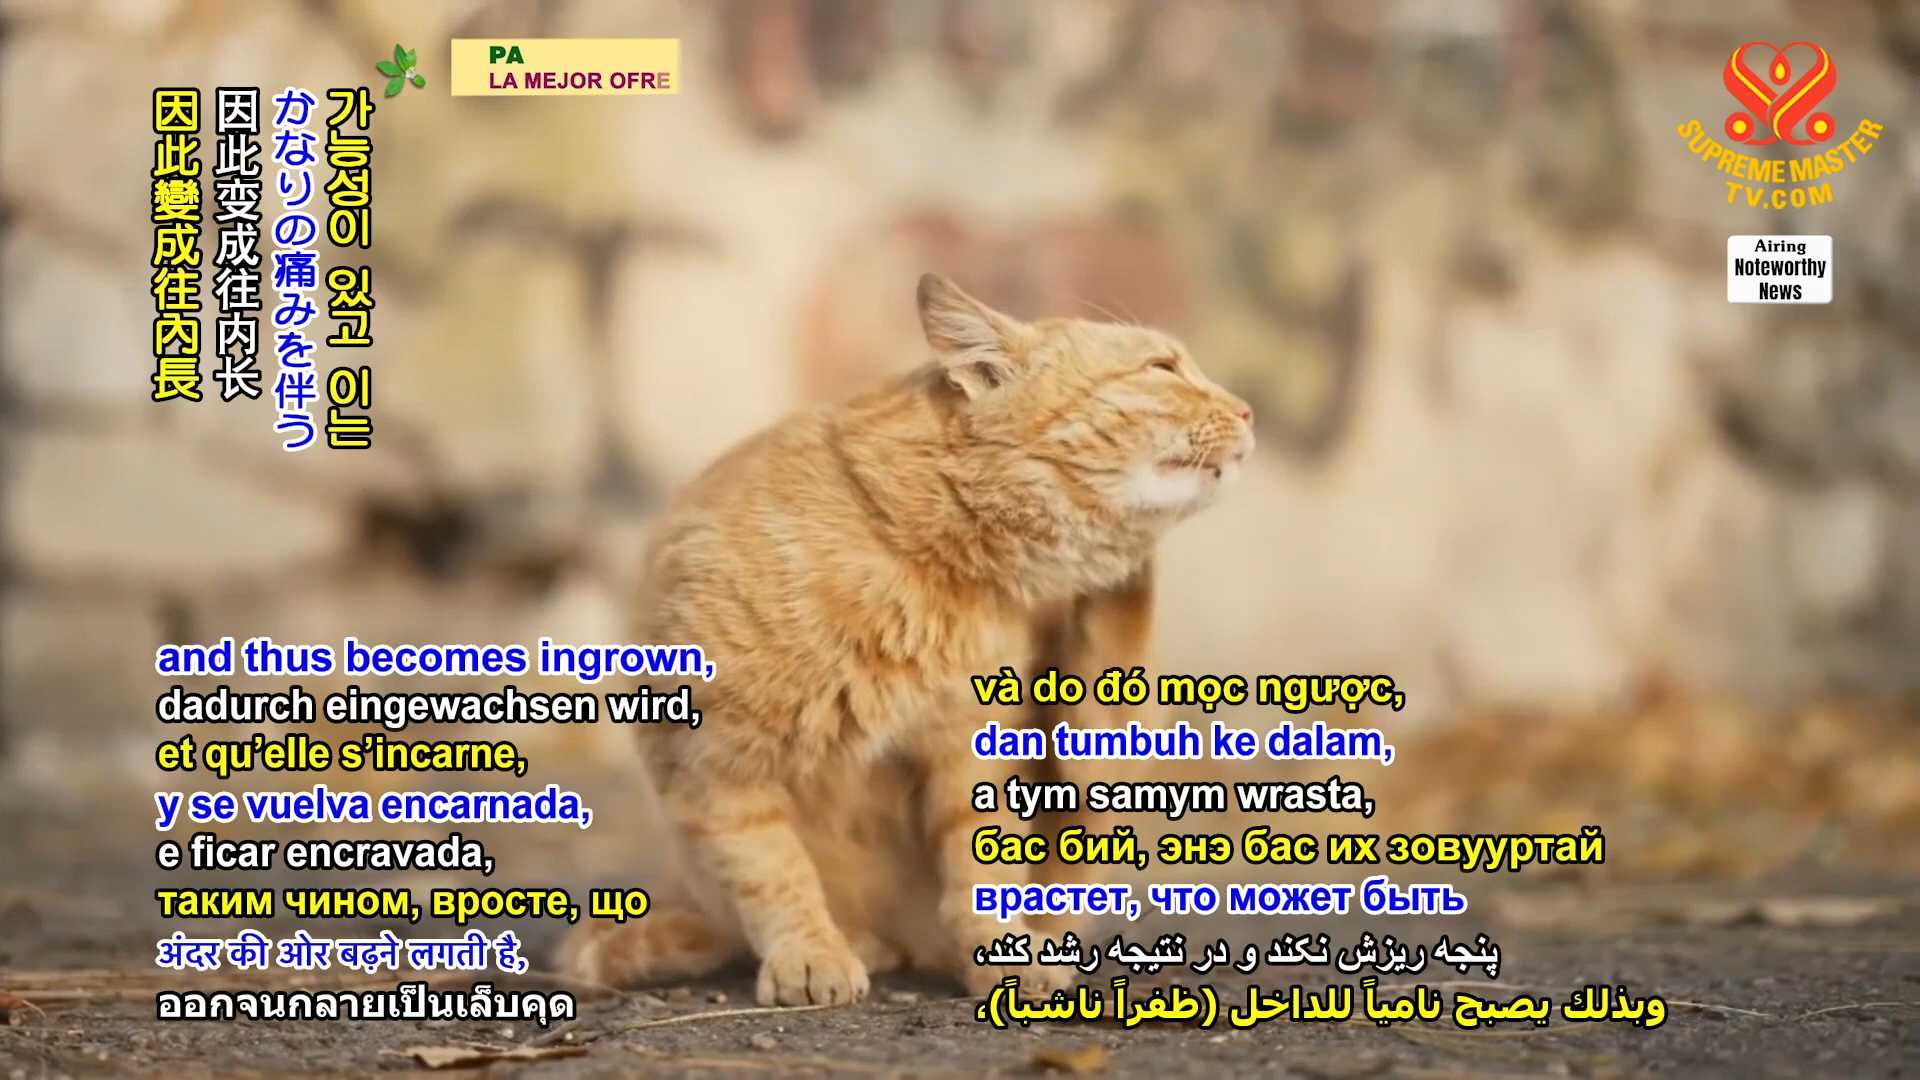 PA
LA MEJOR OFRE
SUPREME MASTER
TV.COM
Airing
Noteworthy
News
가능성이 있고 이는
かなりの痛みを伴う
因此变成往内长
因此變成往內長
and thus becomes ingrown,
dadurch eingewachsen wird,
et qu’elle s’incarne,
y se vuelva encarnada,
e ficar encravada,
таким чином, вросте, що
अंदर की ओर बढ़ने लगती है,
ออกจนกลายเป็นเล็บคุด
và do đó mọc ngược,
dan tumbuh ke dalam,
a tym samym wrasta,
бас бий, энэ бас их зовууртай
врастет, что может быть
پنجه ریزش نکند و در نتیجه رشد کند،
وبذلك يصبح نامياً للداخل (ظفراً ناشباً)،